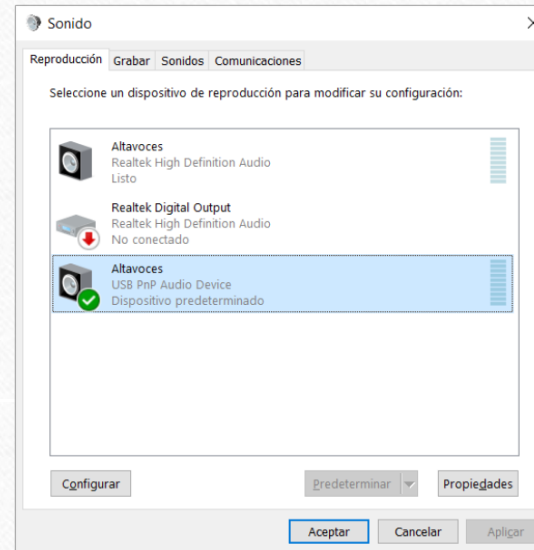 Sonido
Reproducción Grabar Sonidos Comunicaciones
Seleccione un dispositivo de reproducción para modificar su configuración:
Altavoces
Realtek High Definition Audio
Listo
Realtek Digital Output
Realtek High Definition Audio
No conectado
Altavoces
USB PnP Audio Device
Dispositivo predeterminado
Configurar Predeterminar Propiedades
Aceptar Cancelar Aplicar